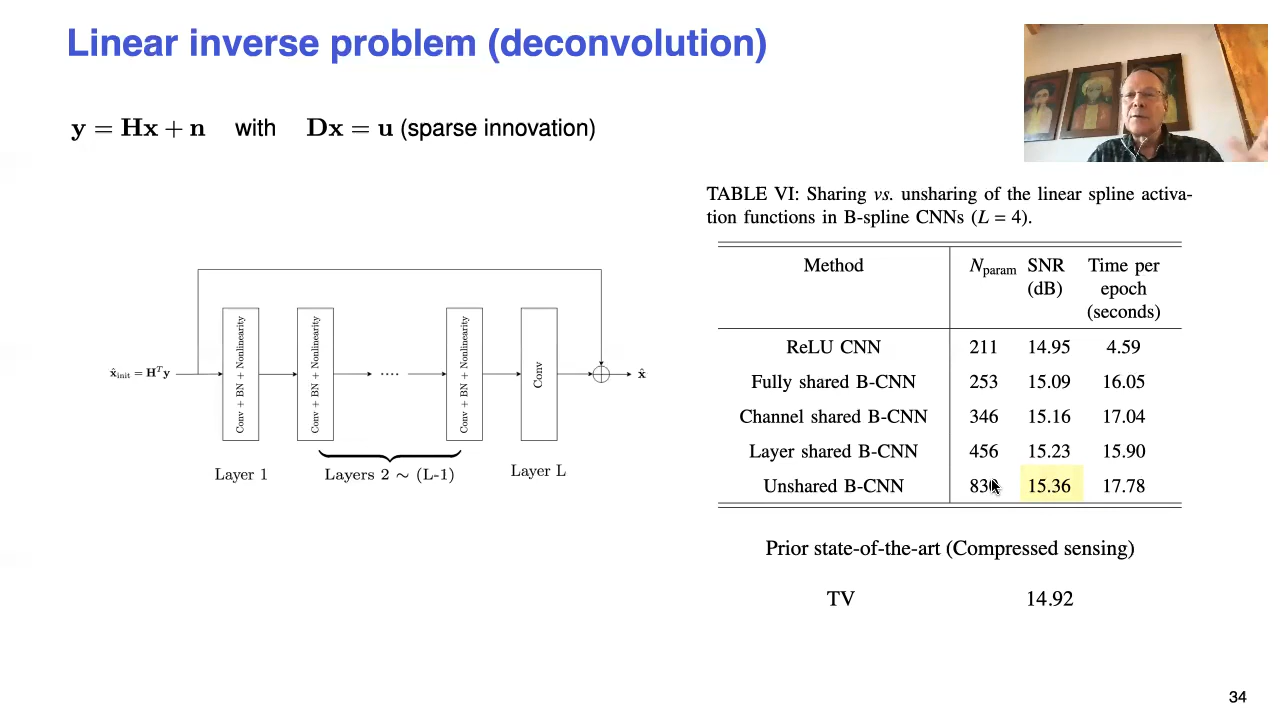 Linear inverse problem (deconvolution)
y = Hx + n with Dx = u (sparse innovation)
TABLE VI: Sharing vs. unsharing of the linear spline activa-
tion functions in B-spline CNNs (L = 4).
Method N_param SNR (dB) Time per epoch (seconds)
ReLU CNN 211 14.95 4.59
Fully shared B-CNN 253 15.09 16.05
Channel shared B-CNN 346 15.16 17.04
Layer shared B-CNN 456 15.23 15.90
Unshared B-CNN 15.36 17.78
Prior state-of-the-art (Compressed sensing)
TV 14.92
x̂_init = H^T y
Conv + BN + Nonlinearity
Conv + BN + Nonlinearity
....
Conv + BN + Nonlinearity
Conv
x̂
Layer 1
Layers 2 ~ (L-1)
Layer L
34